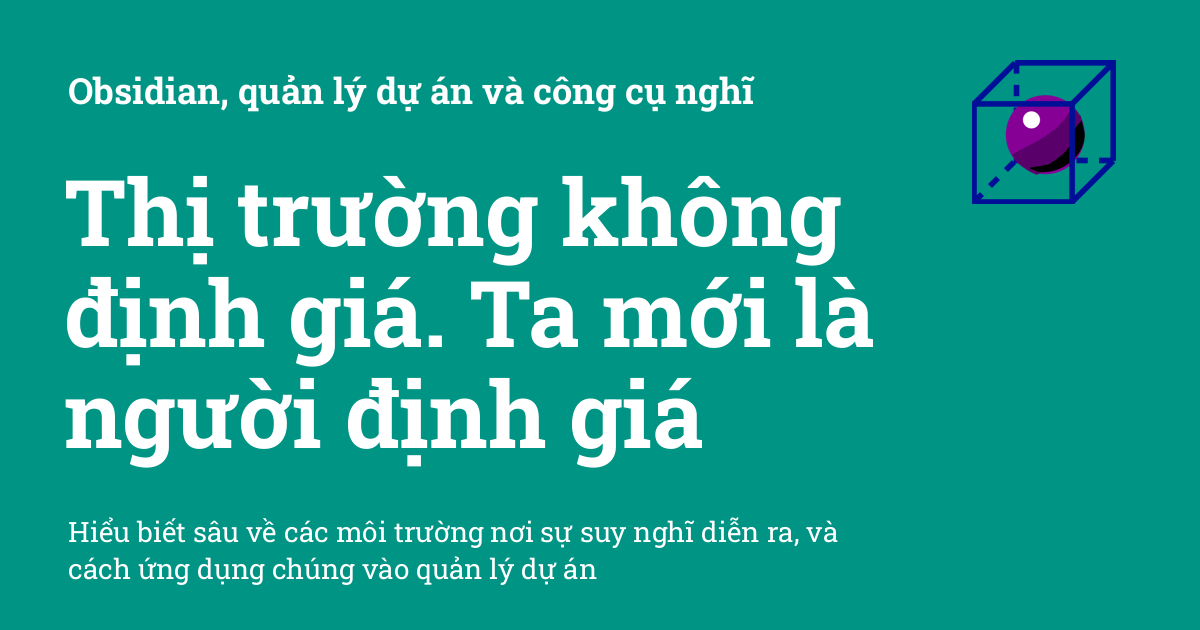 Obsidian, quản lý dự án và công cụ nghĩ
Thị trường không
định giá. Ta mới là
người định giá
Hiểu biết sâu về các môi trường nơi sự suy nghĩ diễn ra, và
cách ứng dụng chúng vào quản lý dự án